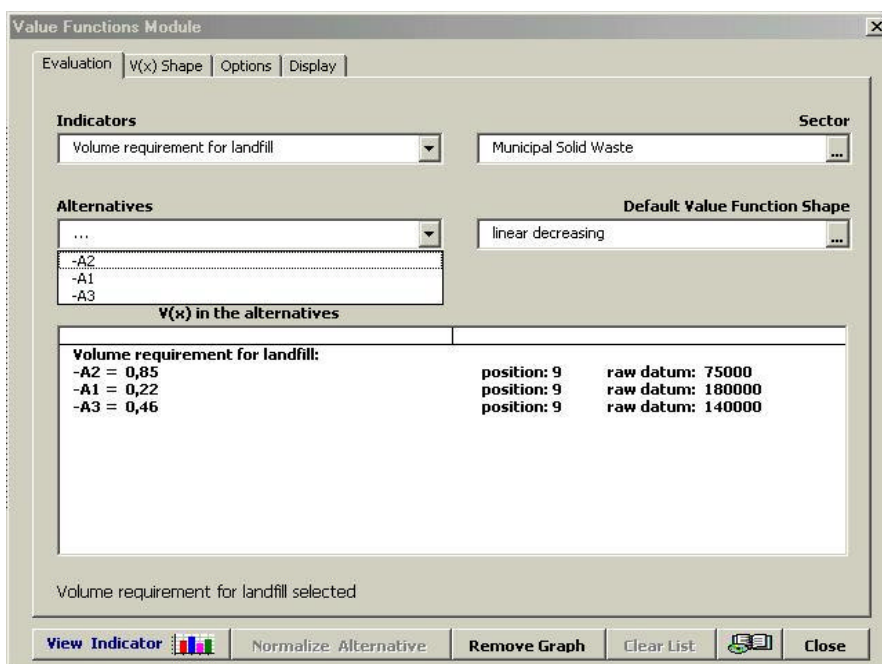 Value Functions Module
Evaluation V(x) Shape Options Display
Indicators Sector
Volume requirement for landfill Municipal Solid Waste ...
Alternatives Default Value Function Shape
... linear decreasing ...
-A2
-A1
-A3
V(x) in the alternatives
Volume requirement for landfill:
-A2 = 0,85 position: 9 raw datum: 75000
-A1 = 0,22 position: 9 raw datum: 180000
-A3 = 0,46 position: 9 raw datum: 140000
Volume requirement for landfill selected
View Indicator Normalize Alternative Remove Graph Clear List Close